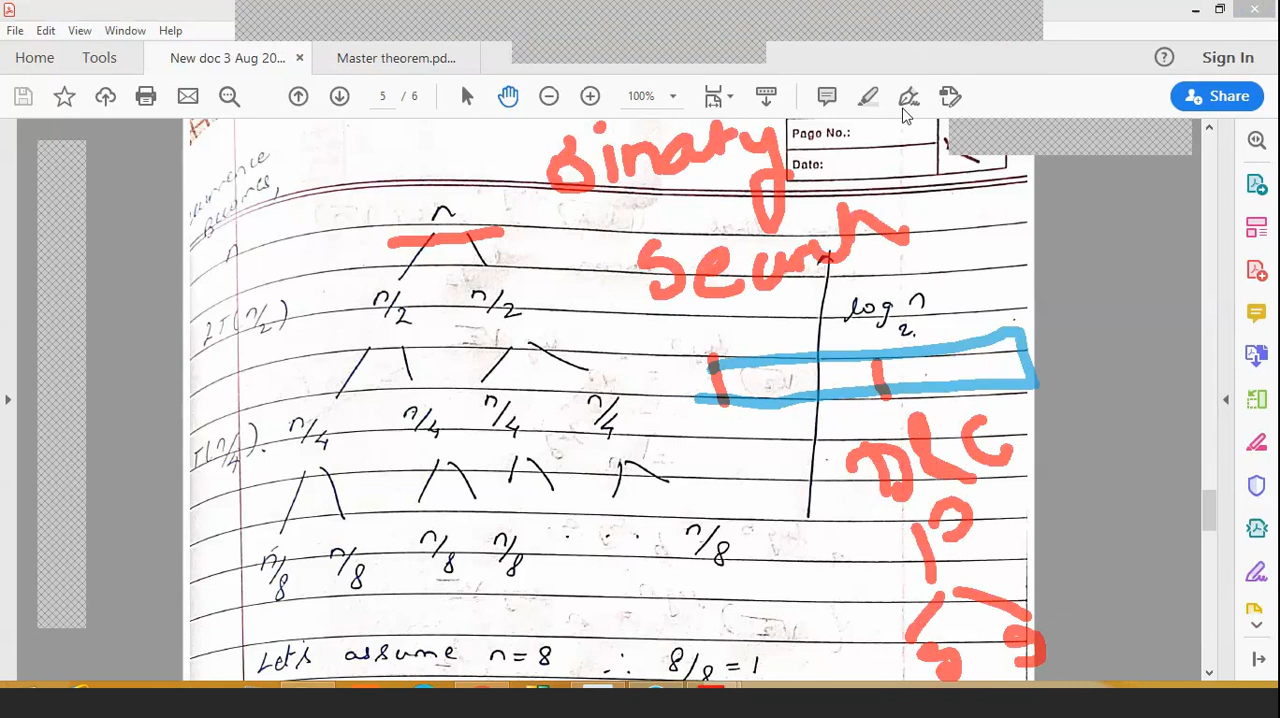 File Edit View Window Help
Home Tools New doc 3 Aug 20... × Master theorem.pd... Sign In
5 / 6 100% Share
Page No.:
Date:
Binary
Search
n
n
n/2 n/2
log₂ n
2T(n/2)
n/4 n/4 n/4 n/4
T(n/4).
D&C
P
n/8 n/8 n/8 n/8 . . . n/8
Let's assume n=8 ∴ 8/8 = 1